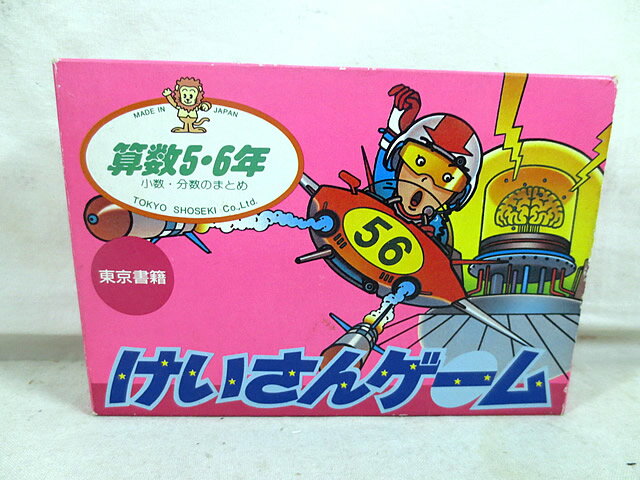 MADE IN JAPAN
算数5・6年
小数・分数のまとめ
TOKYO SHOSEKI Co.,Ltd.
56
東京書籍
けいさんゲーム